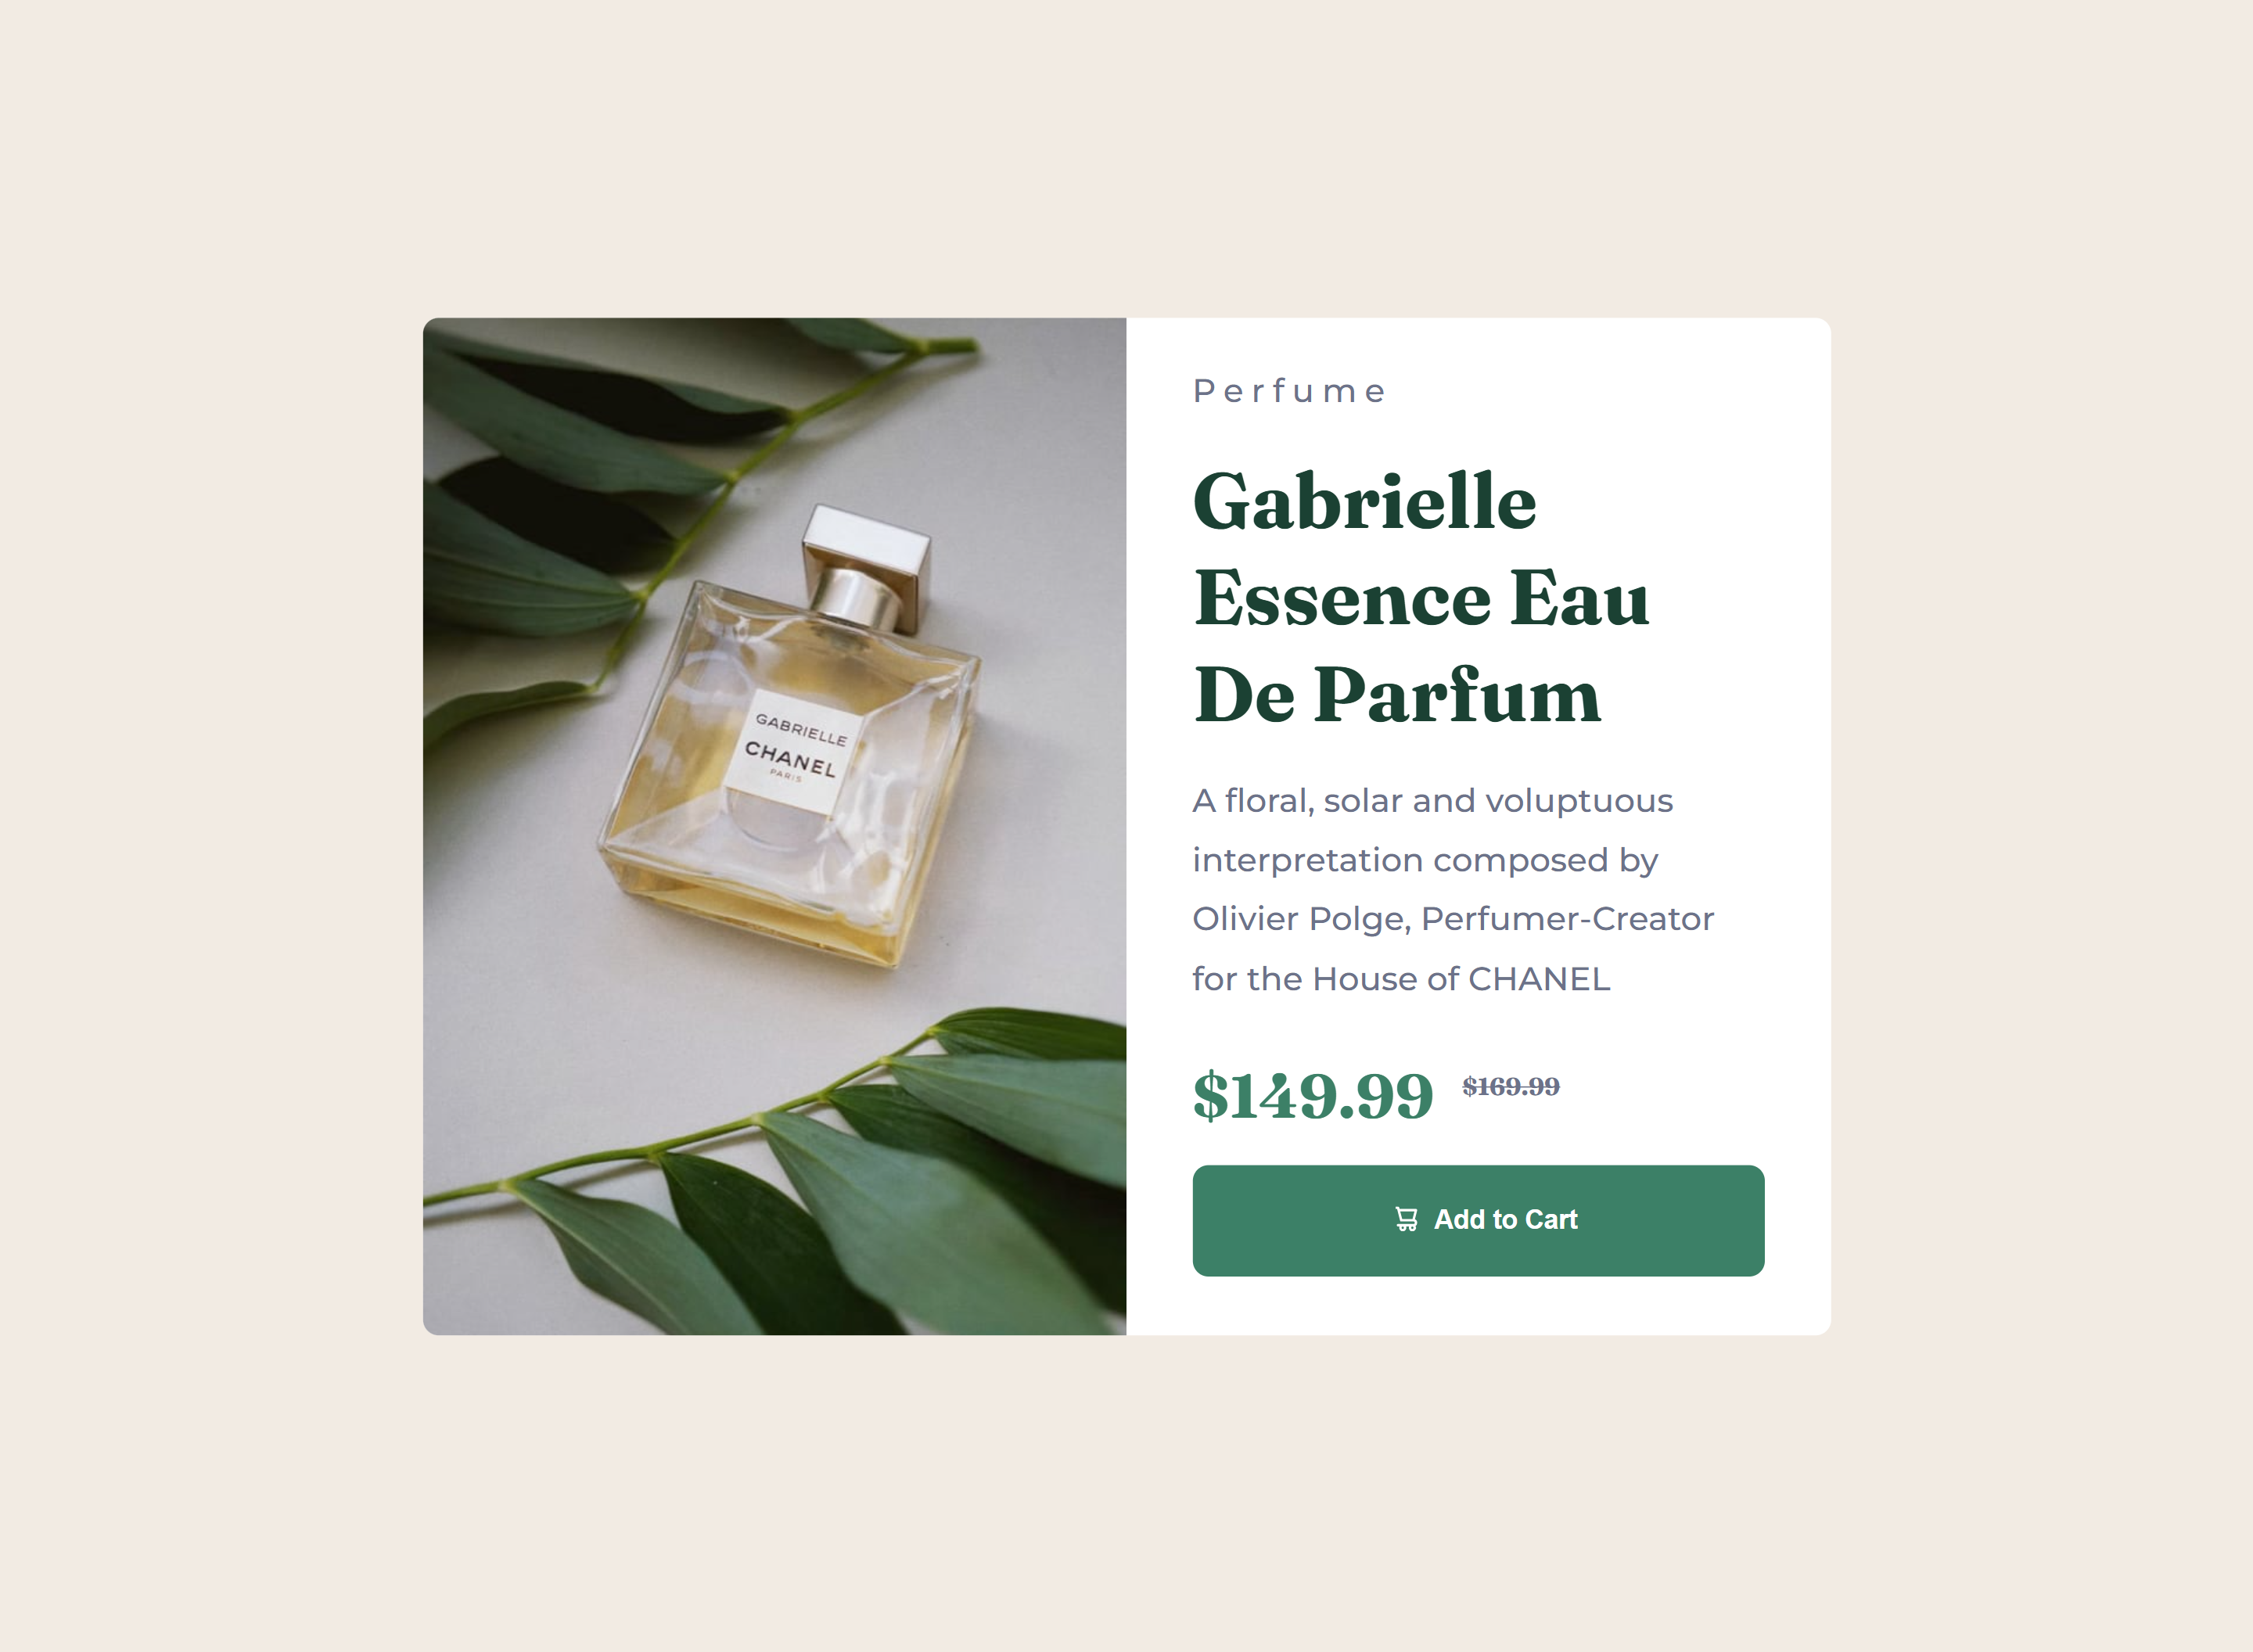 GABRIELLE
CHANEL
PARIS
Perfume
Gabrielle
Essence Eau
De Parfum
A floral, solar and voluptuous
interpretation composed by
Olivier Polge, Perfumer-Creator
for the House of CHANEL
$149.99 $169.99
Add to Cart